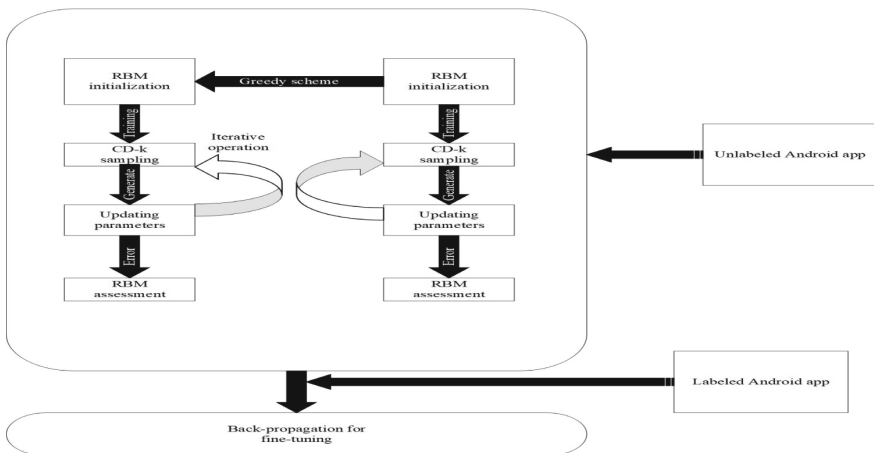 RBM
initialization
Greedy scheme
RBM
initialization
Training
Training
Iterative
operation
CD-k
sampling
CD-k
sampling
Unlabeled Android app
Generate
Generate
Updating
parameters
Updating
parameters
Error
Error
RBM
assessment
RBM
assessment
Labeled Android app
Back-propagation for
fine-tuning